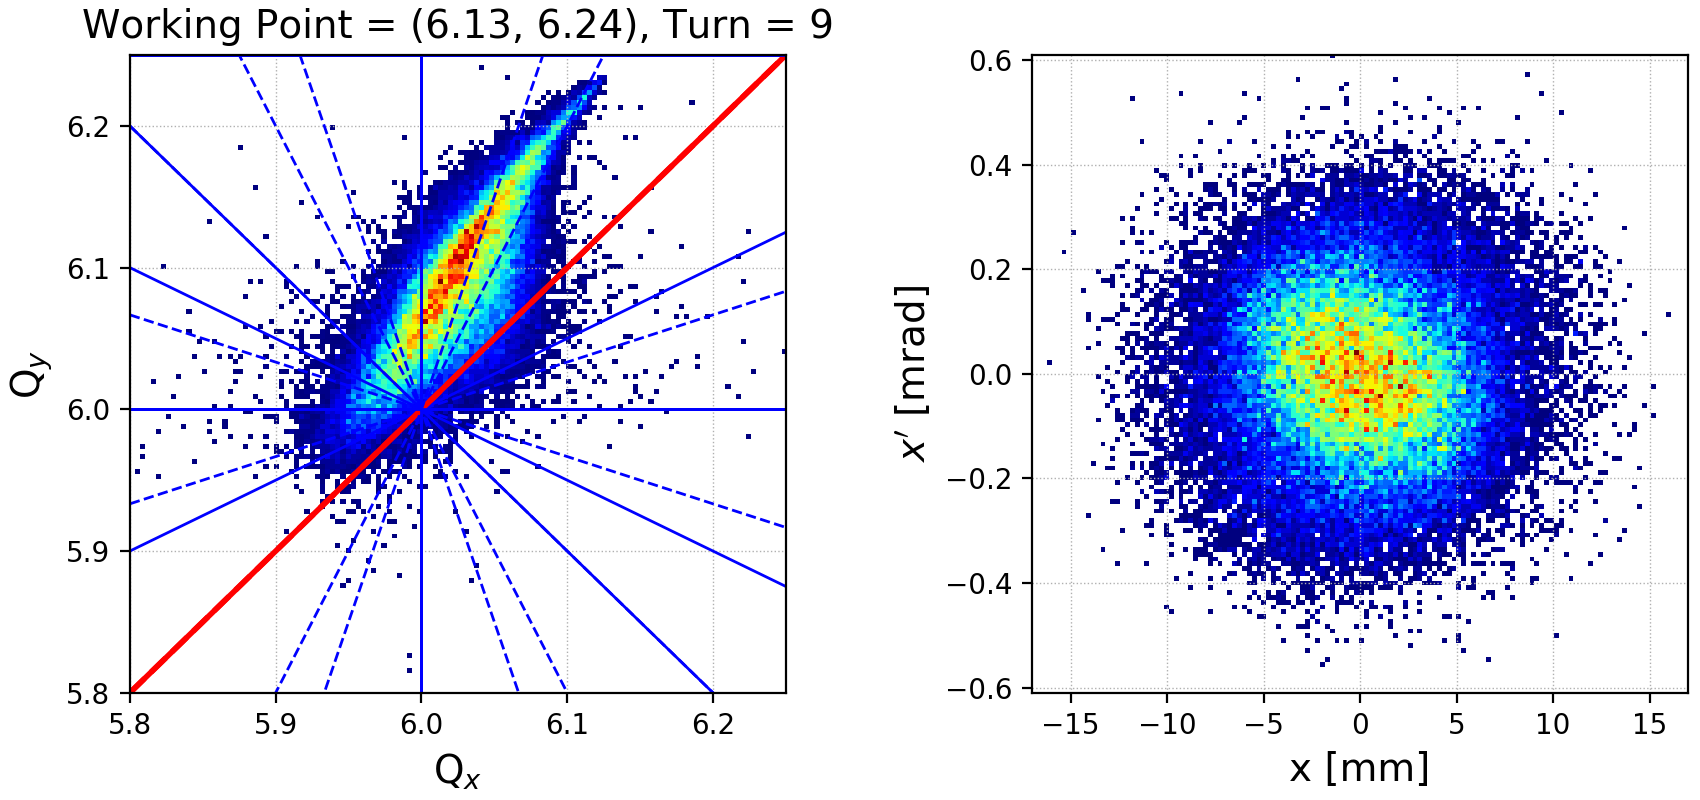 Working Point = (6.13, 6.24), Turn = 9
6.2
6.1
6.0
5.9
5.8
5.8 5.9 6.0 6.1 6.2
Qy
Qx
0.6
0.4
0.2
0.0
−0.2
−0.4
−0.6
−15 −10 −5 0 5 10 15
x′ [mrad]
x [mm]